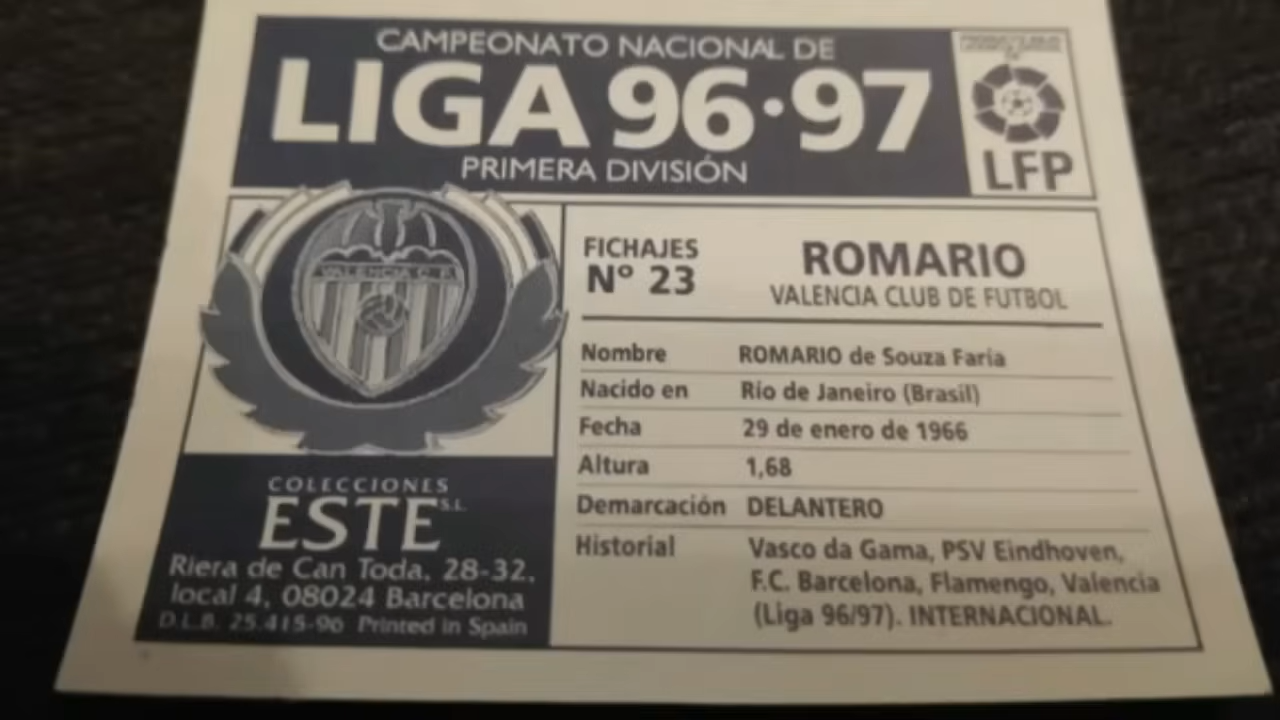 CAMPEONATO NACIONAL DE
LIGA 96·97
PRIMERA DIVISIÓN
LFP
VALENCIA C. F.
FICHAJES
Nº 23
ROMARIO
VALENCIA CLUB DE FUTBOL
Nombre ROMARIO de Souza Faria
Nacido en Río de Janeiro (Brasil)
Fecha 29 de enero de 1966
Altura 1,68
Demarcación DELANTERO
Historial Vasco da Gama, PSV Eindhoven,
F.C. Barcelona, Flamengo, Valencia
(Liga 96/97). INTERNACIONAL.
COLECCIONES
ESTE S.L.
Riera de Can Toda, 28-32,
local 4, 08024 Barcelona
D.L.B. 25.415-96 Printed in Spain